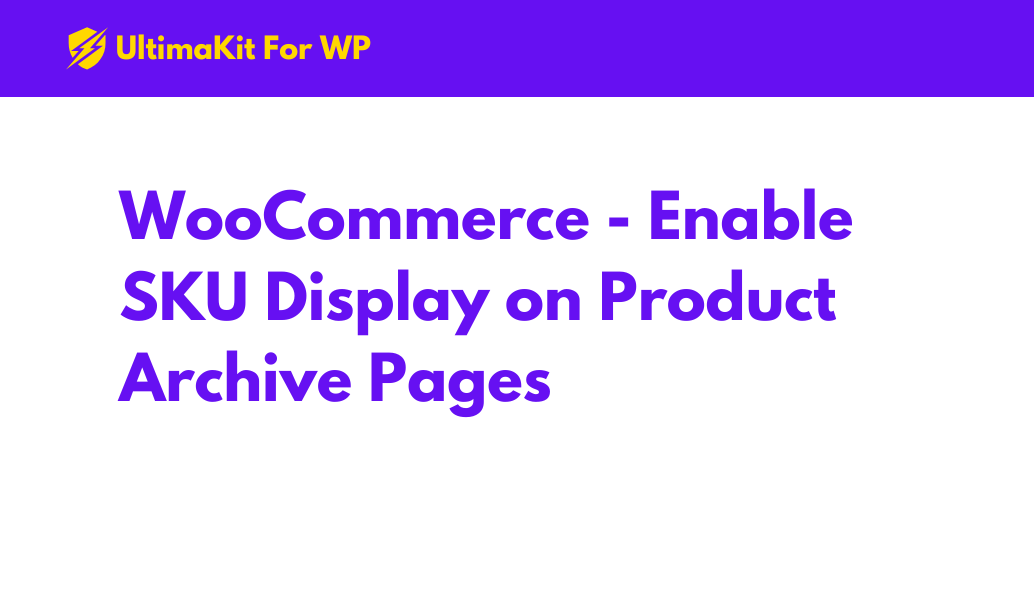 UltimaKit For WP
WooCommerce - Enable
SKU Display on Product
Archive Pages